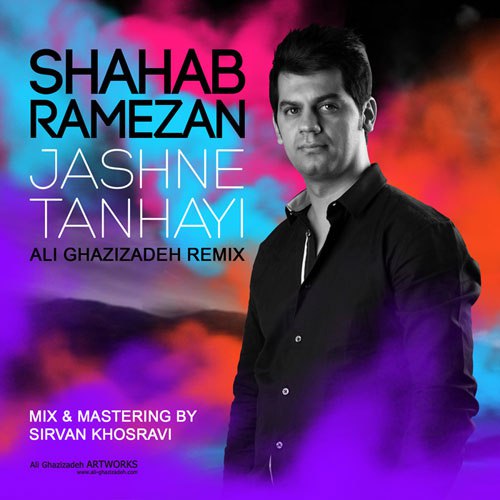 SHAHAB
RAMEZAN
JASHNE
TANHAYI
ALI GHAZIZADEH REMIX
MIX & MASTERING BY
SIRVAN KHOSRAVI
Ali Ghazizadeh ARTWORKS
www.ali-ghazizadeh.com